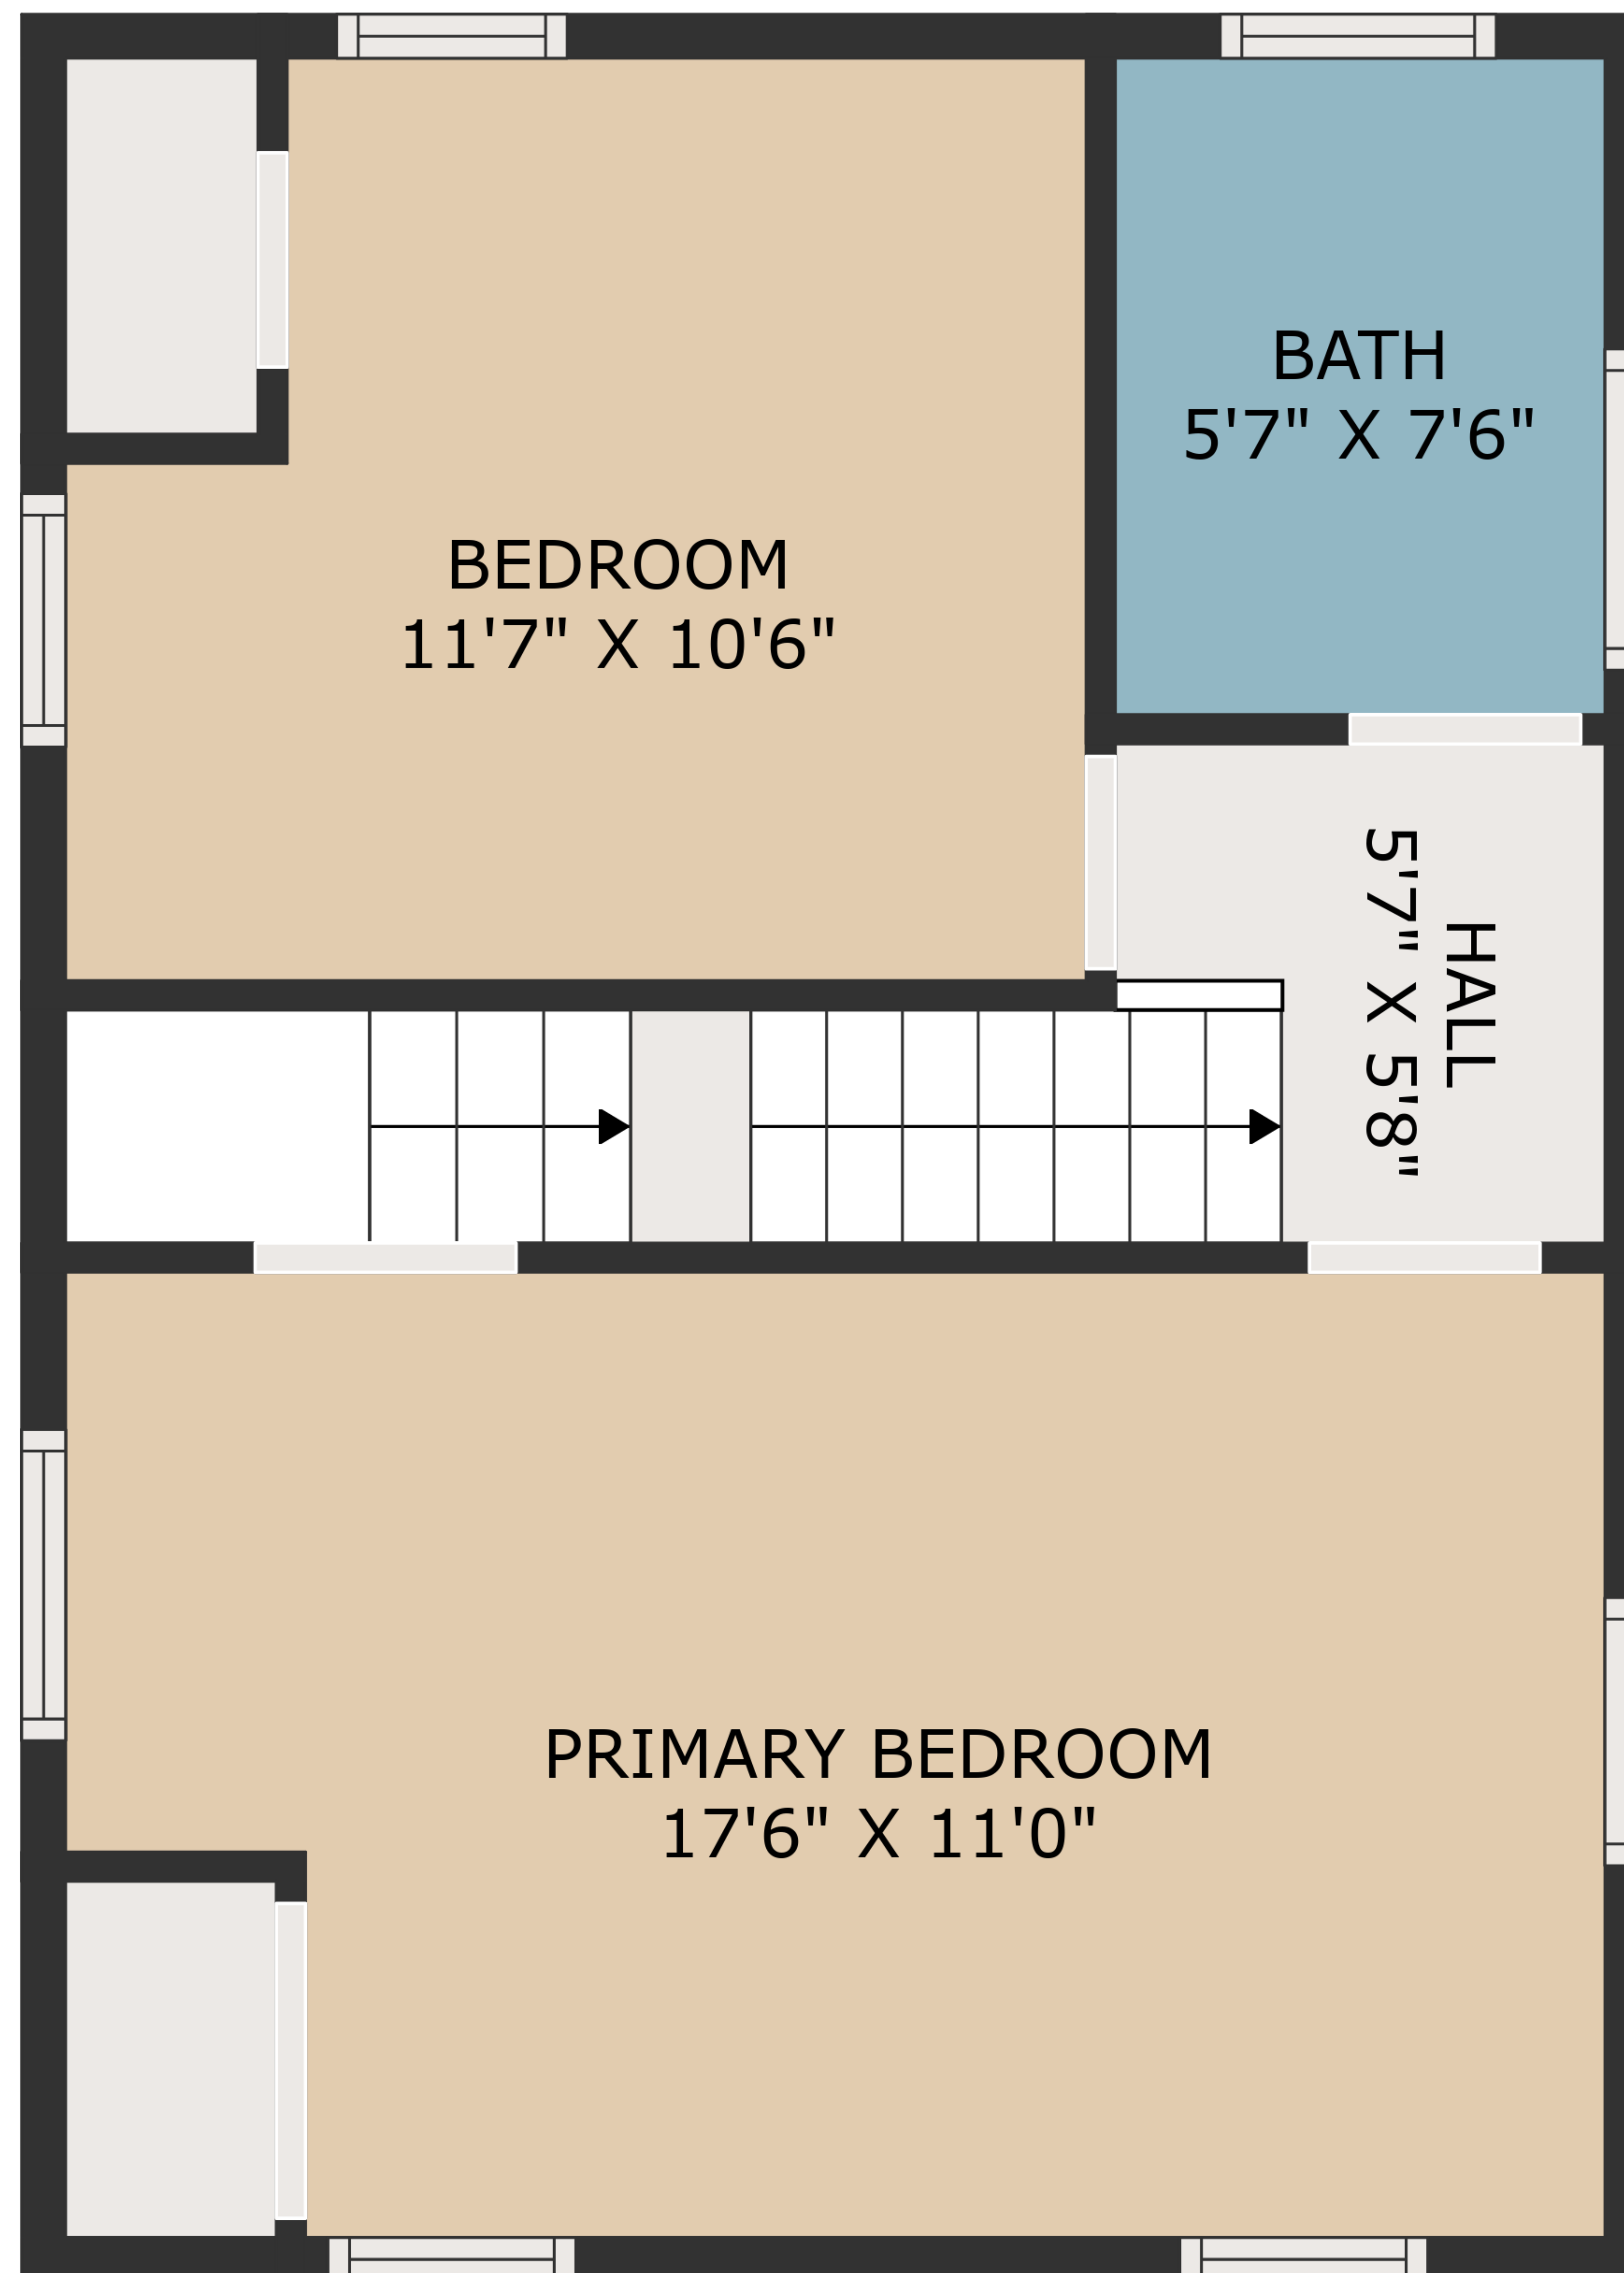 BATH
5'7" X 7'6"
BEDROOM
11'7" X 10'6"
HALL
5'7" X 5'8"
PRIMARY BEDROOM
17'6" X 11'0"